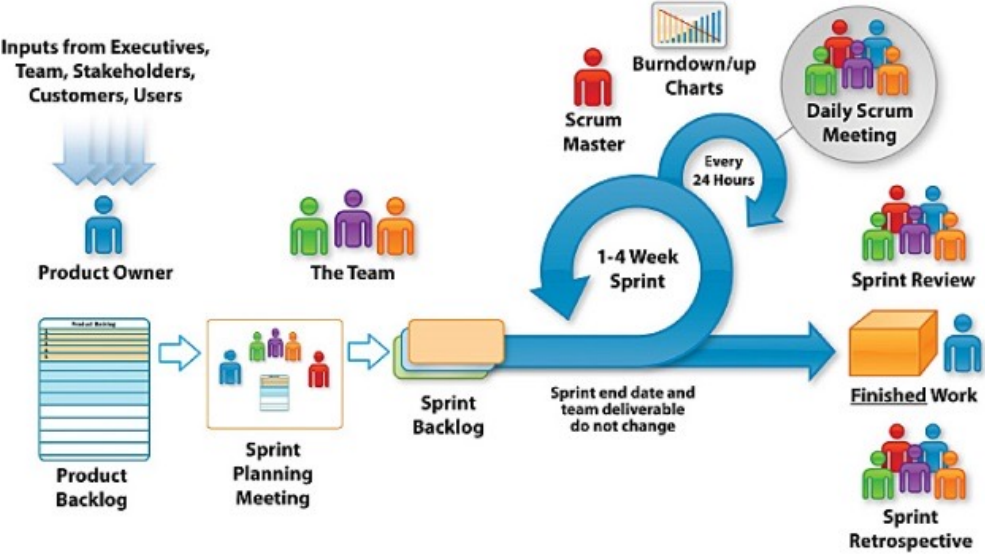 Inputs from Executives,
Team, Stakeholders,
Customers, Users
Product Owner
The Team
Scrum
Master
Burndown/up
Charts
Daily Scrum
Meeting
Every
24 Hours
1-4 Week
Sprint
Sprint Review
Product Backlog
Product
Backlog
Sprint
Planning
Meeting
Sprint
Backlog
Sprint end date and
team deliverable
do not change
Finished Work
Sprint
Retrospective